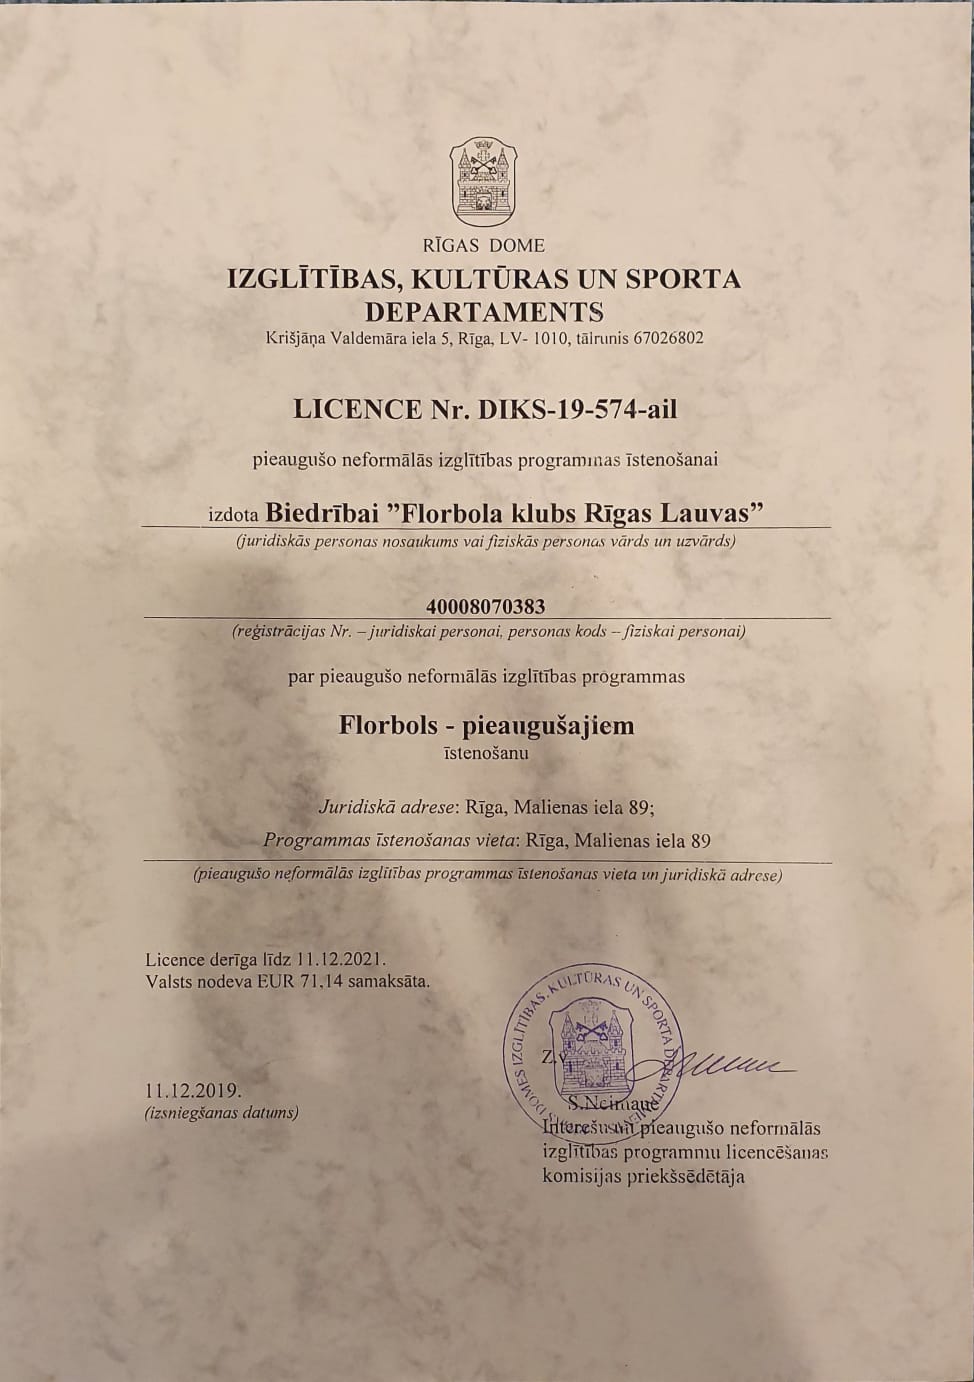 RĪGAS DOME
IZGLĪTĪBAS, KULTŪRAS UN SPORTA
DEPARTAMENTS
Krišjāņa Valdemāra iela 5, Rīga, LV- 1010, tālrunis 67026802
LICENCE Nr. DIKS-19-574-ail
pieaugušo neformālās izglītības programmas īstenošanai
izdota Biedrībai ”Florbola klubs Rīgas Lauvas”
(juridiskās personas nosaukums vai fiziskās personas vārds un uzvārds)
40008070383
(reģistrācijas Nr. – juridiskai personai, personas kods – fiziskai personai)
par pieaugušo neformālās izglītības programmas
Florbols - pieaugušajiem
īstenošanu
Juridiskā adrese: Rīga, Malienas iela 89;
Programmas īstenošanas vieta: Rīga, Malienas iela 89
(pieaugušo neformālās izglītības programmas īstenošanas vieta un juridiskā adrese)
Licence derīga līdz 11.12.2021.
Valsts nodeva EUR 71,14 samaksāta.
IZGLĪTĪBAS, KULTŪRAS UN SPORTA
Z.v
11.12.2019.
(izsniegšanas datums)
S.Neimane
Interešu un pieaugušo neformālās
izglītības programmu licencēšanas
komisijas priekšsēdētāja